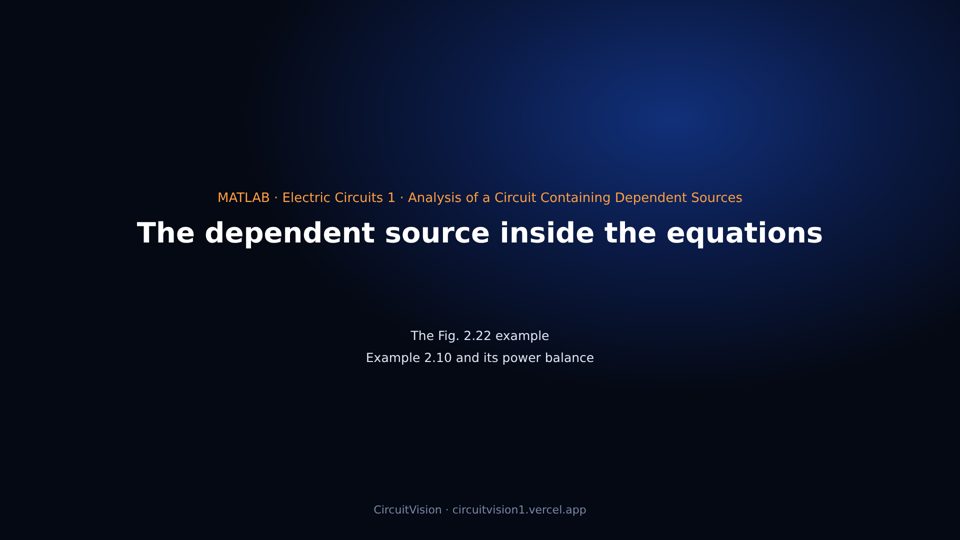 MATLAB · Electric Circuits 1 · Analysis of a Circuit Containing Dependent Sources
The dependent source inside the equations
The Fig. 2.22 example
Example 2.10 and its power balance
CircuitVision · circuitvision1.vercel.app